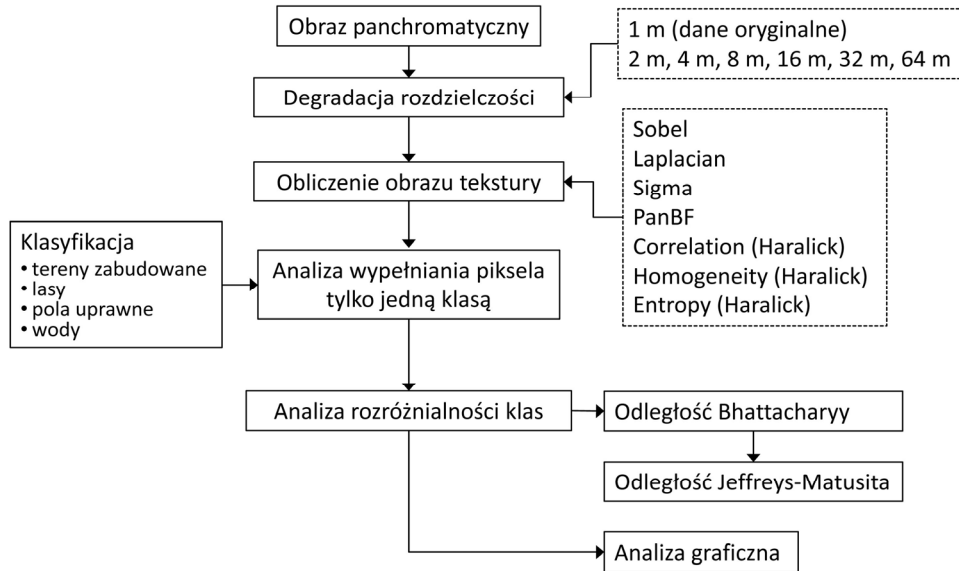 Obraz panchromatyczny
1 m (dane oryginalne)
2 m, 4 m, 8 m, 16 m, 32 m, 64 m
Degradacja rozdzielczości
Sobel
Laplacian
Sigma
PanBF
Correlation (Haralick)
Homogeneity (Haralick)
Entropy (Haralick)
Obliczenie obrazu tekstury
Klasyfikacja
• tereny zabudowane
• lasy
• pola uprawne
• wody
Analiza wypełniania piksela
tylko jedną klasą
Analiza rozróżnialności klas
Odległość Bhattacharyy
Odległość Jeffreys-Matusita
Analiza graficzna